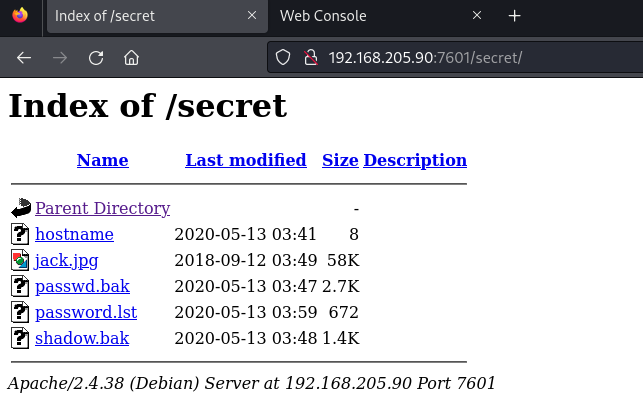 Index of /secret
Web Console
192.168.205.90:7601/secret/
Index of /secret
Name Last modified Size Description
Parent Directory -
hostname 2020-05-13 03:41 8
jack.jpg 2018-09-12 03:49 58K
passwd.bak 2020-05-13 03:47 2.7K
password.lst 2020-05-13 03:59 672
shadow.bak 2020-05-13 03:48 1.4K
Apache/2.4.38 (Debian) Server at 192.168.205.90 Port 7601